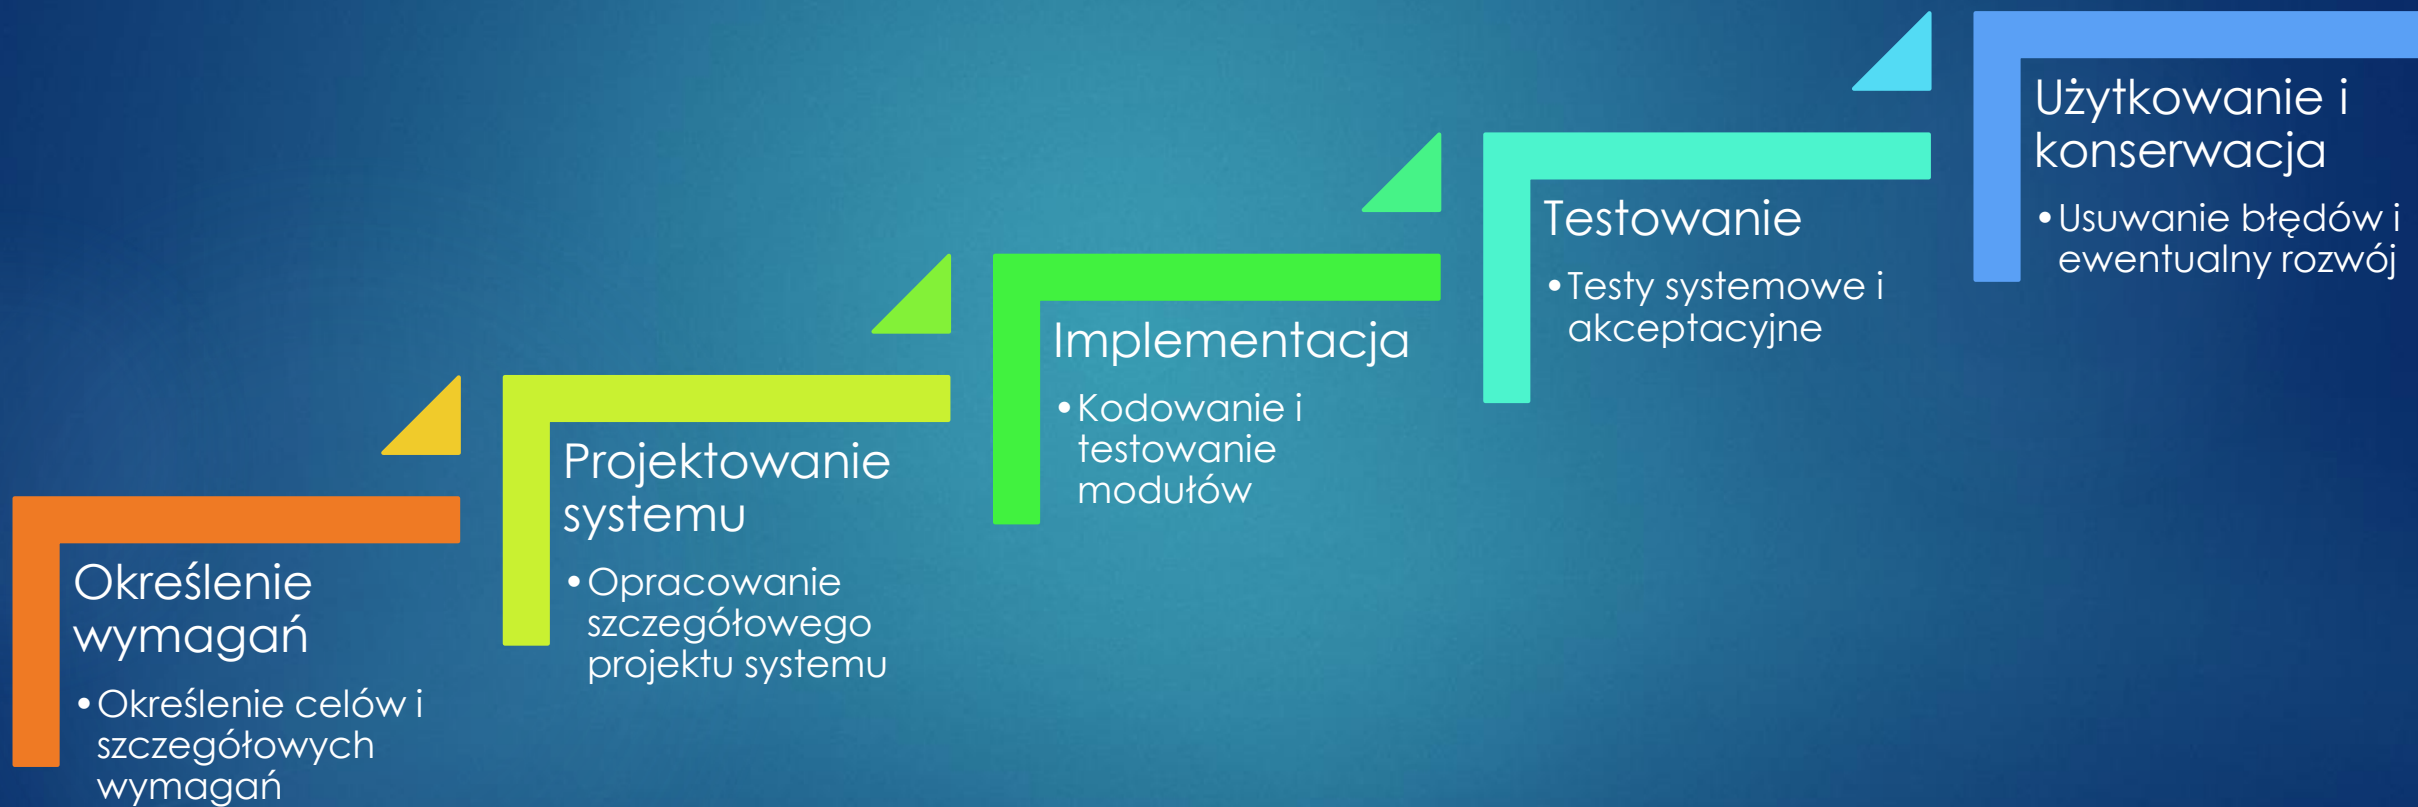 Określenie
wymagań
•Określenie celów i
szczegółowych
wymagań
Projektowanie
systemu
•Opracowanie
szczegółowego
projektu systemu
Implementacja
•Kodowanie i
testowanie
modułów
Testowanie
•Testy systemowe i
akceptacyjne
Użytkowanie i
konserwacja
•Usuwanie błędów i
ewentualny rozwój